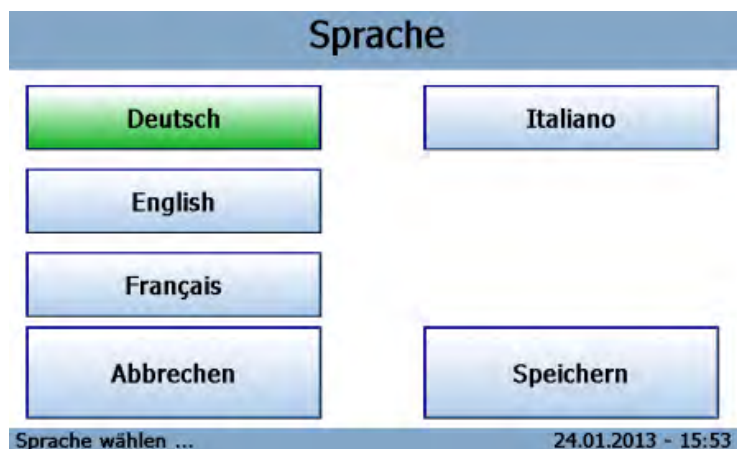 Sprache
Deutsch
Italiano
English
Français
Abbrechen
Speichern
Sprache wählen ...
24.01.2013 - 15:53